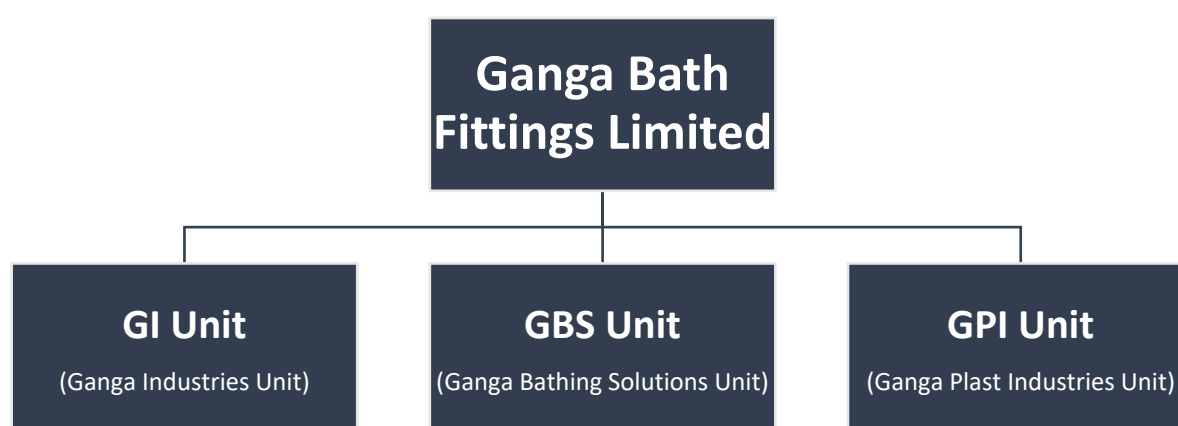 Ganga Bath
Fittings Limited
GI Unit
(Ganga Industries Unit)
GBS Unit
(Ganga Bathing Solutions Unit)
GPI Unit
(Ganga Plast Industries Unit)